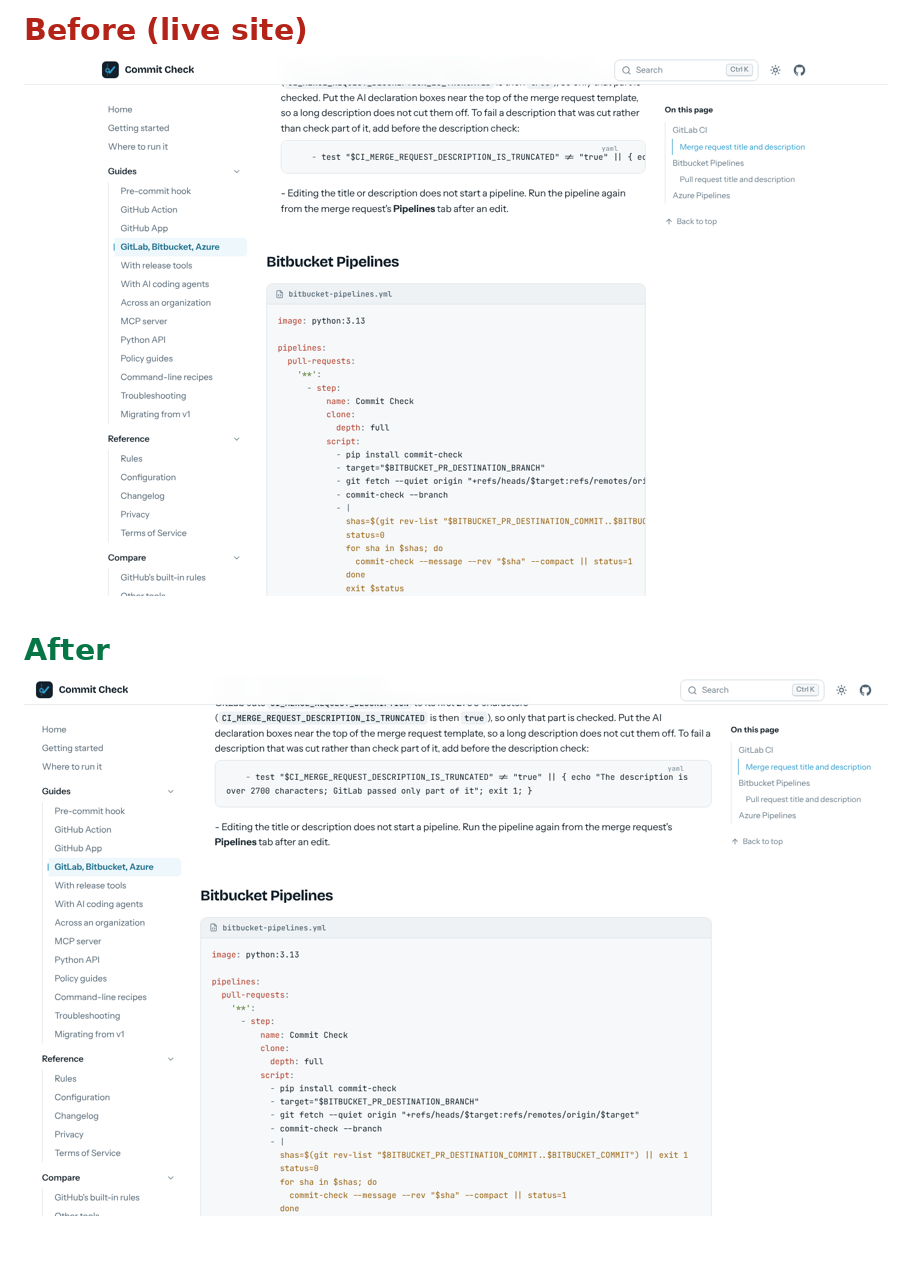 Before (live site)
Commit Check
Search
Ctrl K
Home
Getting started
Where to run it
Guides
Pre-commit hook
GitHub Action
GitHub App
GitLab, Bitbucket, Azure
With release tools
With AI coding agents
Across an organization
MCP server
Python API
Policy guides
Command-line recipes
Troubleshooting
Migrating from v1
Reference
Rules
Configuration
Changelog
Privacy
Terms of Service
Compare
GitHub's built-in rules
Other tools
checked. Put the AI declaration boxes near the top of the merge request template,
so a long description does not cut them off. To fail a description that was cut rather
than check part of it, add before the description check:
yaml
- test "$CI_MERGE_REQUEST_DESCRIPTION_IS_TRUNCATED" ≠ "true" || { ec
- Editing the title or description does not start a pipeline. Run the pipeline again
from the merge request's Pipelines tab after an edit.
Bitbucket Pipelines
bitbucket-pipelines.yml
image: python:3.13
pipelines:
pull-requests:
'**':
- step:
name: Commit Check
clone:
depth: full
script:
- pip install commit-check
- target="$BITBUCKET_PR_DESTINATION_BRANCH"
- git fetch --quiet origin "+refs/heads/$target:refs/remotes/ori
- commit-check --branch
- |
shas=$(git rev-list "$BITBUCKET_PR_DESTINATION_COMMIT..$BITBUC
status=0
for sha in $shas; do
commit-check --message --rev "$sha" --compact || status=1
done
exit $status
On this page
GitLab CI
Merge request title and description
Bitbucket Pipelines
Pull request title and description
Azure Pipelines
↑ Back to top
After
Commit Check
Search
Ctrl K
Home
Getting started
Where to run it
Guides
Pre-commit hook
GitHub Action
GitHub App
GitLab, Bitbucket, Azure
With release tools
With AI coding agents
Across an organization
MCP server
Python API
Policy guides
Command-line recipes
Troubleshooting
Migrating from v1
Reference
Rules
Configuration
Changelog
Privacy
Terms of Service
Compare
GitHub's built-in rules
Other tools
( CI_MERGE_REQUEST_DESCRIPTION_IS_TRUNCATED is then true ), so only that part is checked. Put the AI
declaration boxes near the top of the merge request template, so a long description does not cut them off. To fail a
description that was cut rather than check part of it, add before the description check:
yaml
- test "$CI_MERGE_REQUEST_DESCRIPTION_IS_TRUNCATED" ≠ "true" || { echo "The description is
over 2700 characters; GitLab passed only part of it"; exit 1; }
- Editing the title or description does not start a pipeline. Run the pipeline again from the merge request's
Pipelines tab after an edit.
Bitbucket Pipelines
bitbucket-pipelines.yml
image: python:3.13
pipelines:
pull-requests:
'**':
- step:
name: Commit Check
clone:
depth: full
script:
- pip install commit-check
- target="$BITBUCKET_PR_DESTINATION_BRANCH"
- git fetch --quiet origin "+refs/heads/$target:refs/remotes/origin/$target"
- commit-check --branch
- |
shas=$(git rev-list "$BITBUCKET_PR_DESTINATION_COMMIT..$BITBUCKET_COMMIT") || exit 1
status=0
for sha in $shas; do
commit-check --message --rev "$sha" --compact || status=1
done
On this page
GitLab CI
Merge request title and description
Bitbucket Pipelines
Pull request title and description
Azure Pipelines
↑ Back to top